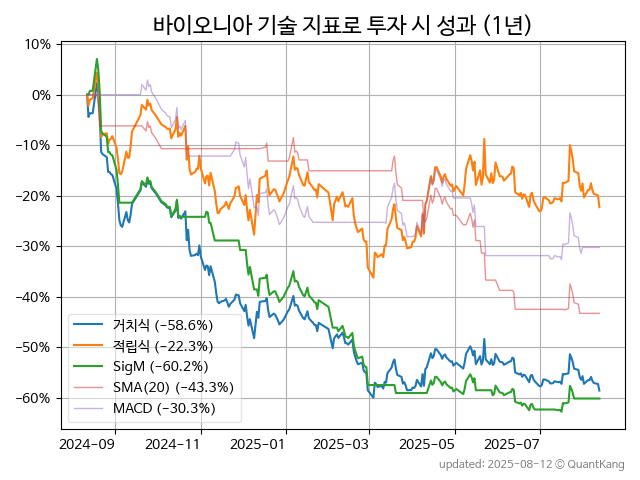 바이오니아 기술 지표로 투자 시 성과 (1년)
10%
0%
−10%
−20%
−30%
−40%
−50%
−60%
거치식 (−58.6%)
적립식 (−22.3%)
SigM (−60.2%)
SMA(20) (−43.3%)
MACD (−30.3%)
2024−09 2024−11 2025−01 2025−03 2025−05 2025−07
updated: 2025-08-12 © QuantKang